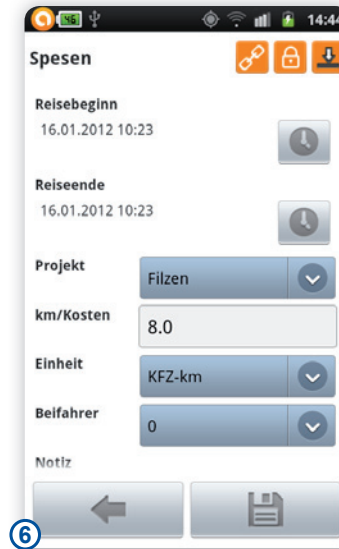 46 14:44
Spesen
Reisebeginn
16.01.2012 10:23
Reiseende
16.01.2012 10:23
Projekt Filzen
km/Kosten 8.0
Einheit KFZ-km
Beifahrer 0
Notiz
6